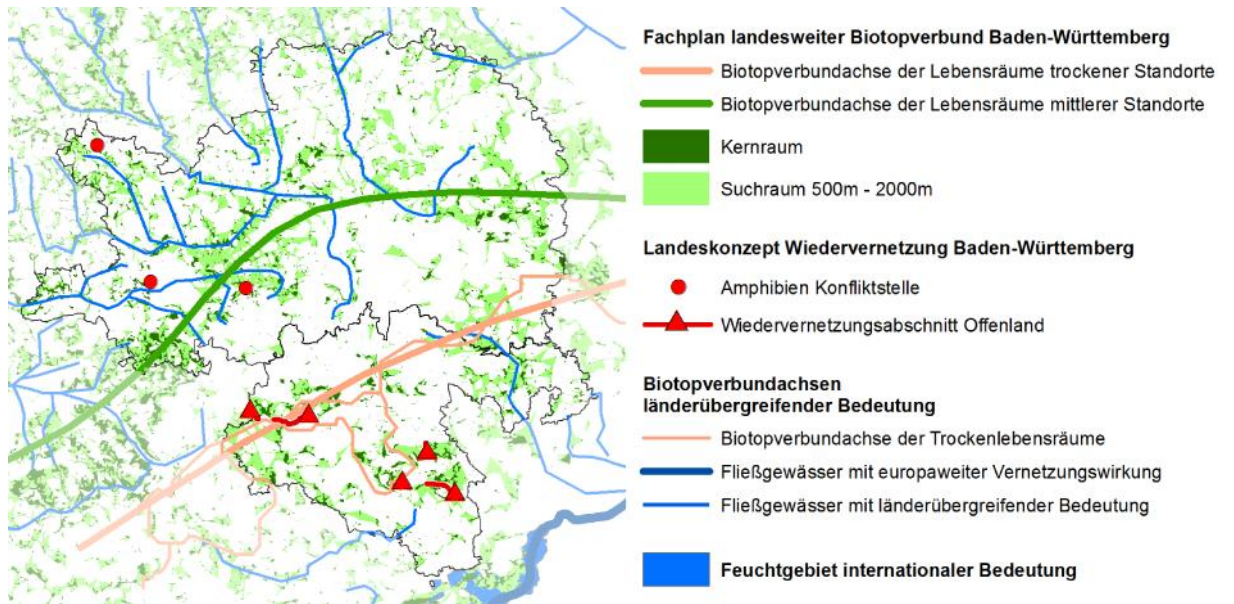 Fachplan landesweiter Biotopverbund Baden-Württemberg
Biotopverbundachse der Lebensräume trockener Standorte
Biotopverbundachse der Lebensräume mittlerer Standorte
Kernraum
Suchraum 500m - 2000m
Landeskonzept Wiedervernetzung Baden-Württemberg
Amphibien Konfliktstelle
Wiedervernetzungsabschnitt Offenland
Biotopverbundachsen
länderübergreifender Bedeutung
Biotopverbundachse der Trockenlebensräume
Fließgewässer mit europaweiter Vernetzungswirkung
Fließgewässer mit länderübergreifender Bedeutung
Feuchtgebiet internationaler Bedeutung